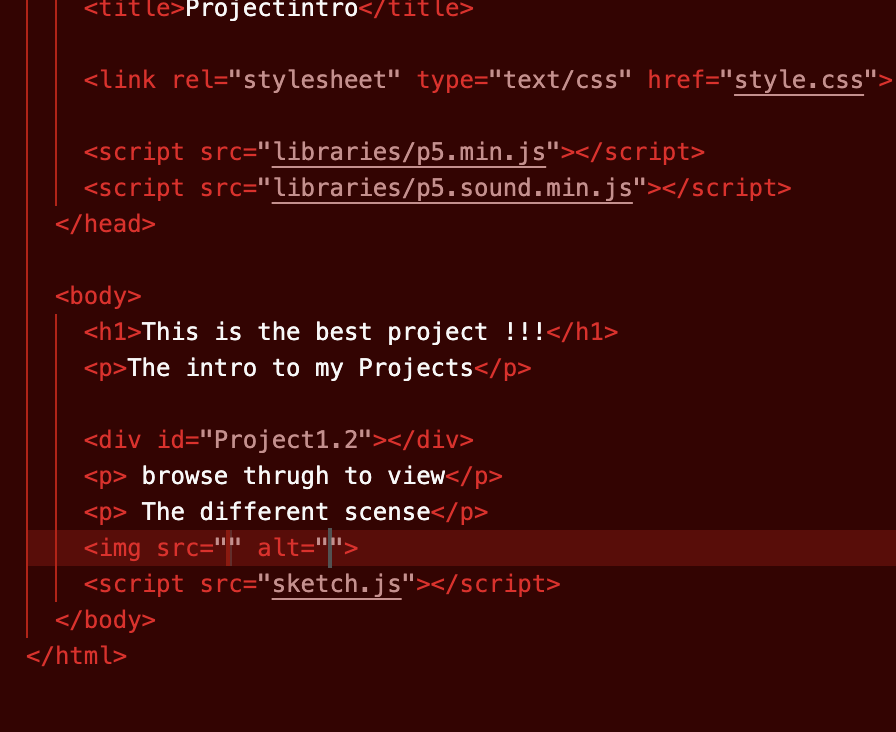 <title>Projectintro</title>
<link rel="stylesheet" type="text/css" href="style.css">
<script src="libraries/p5.min.js"></script>
<script src="libraries/p5.sound.min.js"></script>
</head>
<body>
<h1>This is the best project !!!</h1>
<p>The intro to my Projects</p>
<div id="Project1.2"></div>
<p> browse thrugh to view</p>
<p> The different scense</p>
<img src="" alt="">
<script src="sketch.js"></script>
</body>
</html>